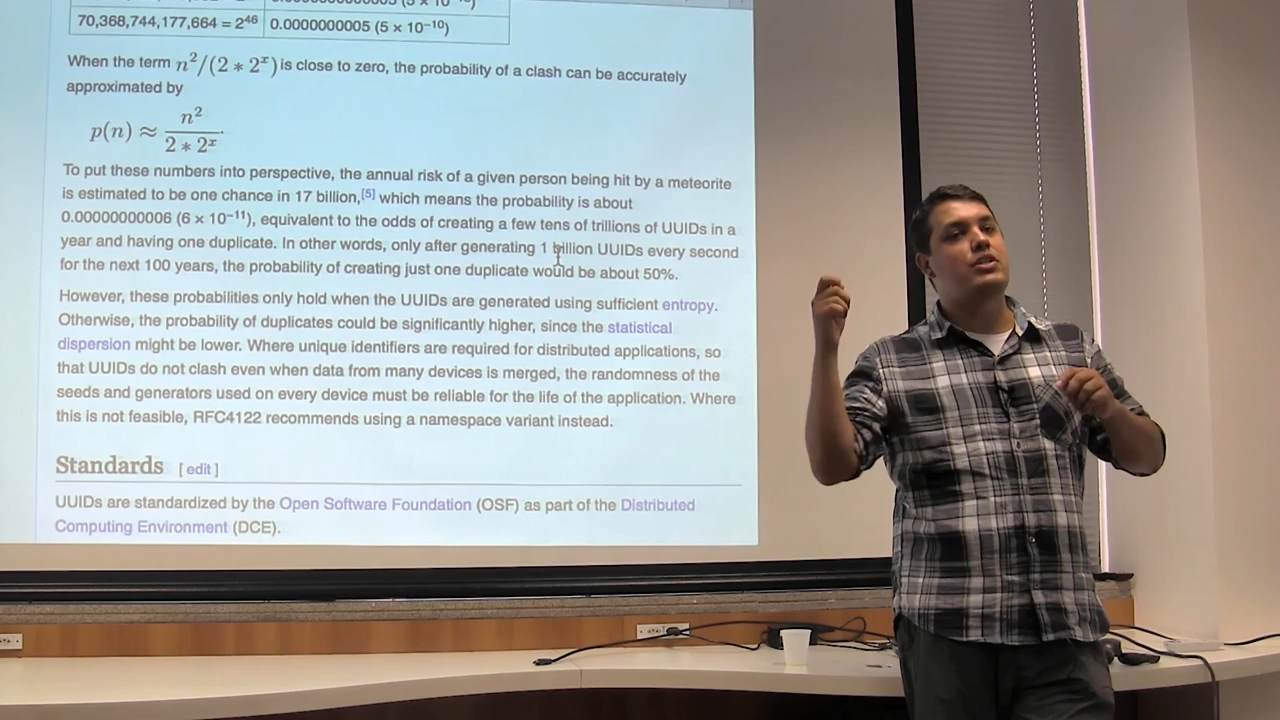 70,368,744,177,664 = 2⁴⁶ 0.0000000005 (5 × 10⁻¹⁰)
When the term n²/(2 * 2ˣ) is close to zero, the probability of a clash can be accurately
approximated by
p(n) ≈ n² / (2 * 2ˣ).
To put these numbers into perspective, the annual risk of a given person being hit by a meteorite
is estimated to be one chance in 17 billion,[5] which means the probability is about
0.00000000006 (6 × 10⁻¹¹), equivalent to the odds of creating a few tens of trillions of UUIDs in a
year and having one duplicate. In other words, only after generating 1 billion UUIDs every second
for the next 100 years, the probability of creating just one duplicate would be about 50%.
However, these probabilities only hold when the UUIDs are generated using sufficient entropy.
Otherwise, the probability of duplicates could be significantly higher, since the statistical
dispersion might be lower. Where unique identifiers are required for distributed applications, so
that UUIDs do not clash even when data from many devices is merged, the randomness of the
seeds and generators used on every device must be reliable for the life of the application. Where
this is not feasible, RFC4122 recommends using a namespace variant instead.
Standards [ edit ]
UUIDs are standardized by the Open Software Foundation (OSF) as part of the Distributed
Computing Environment (DCE).